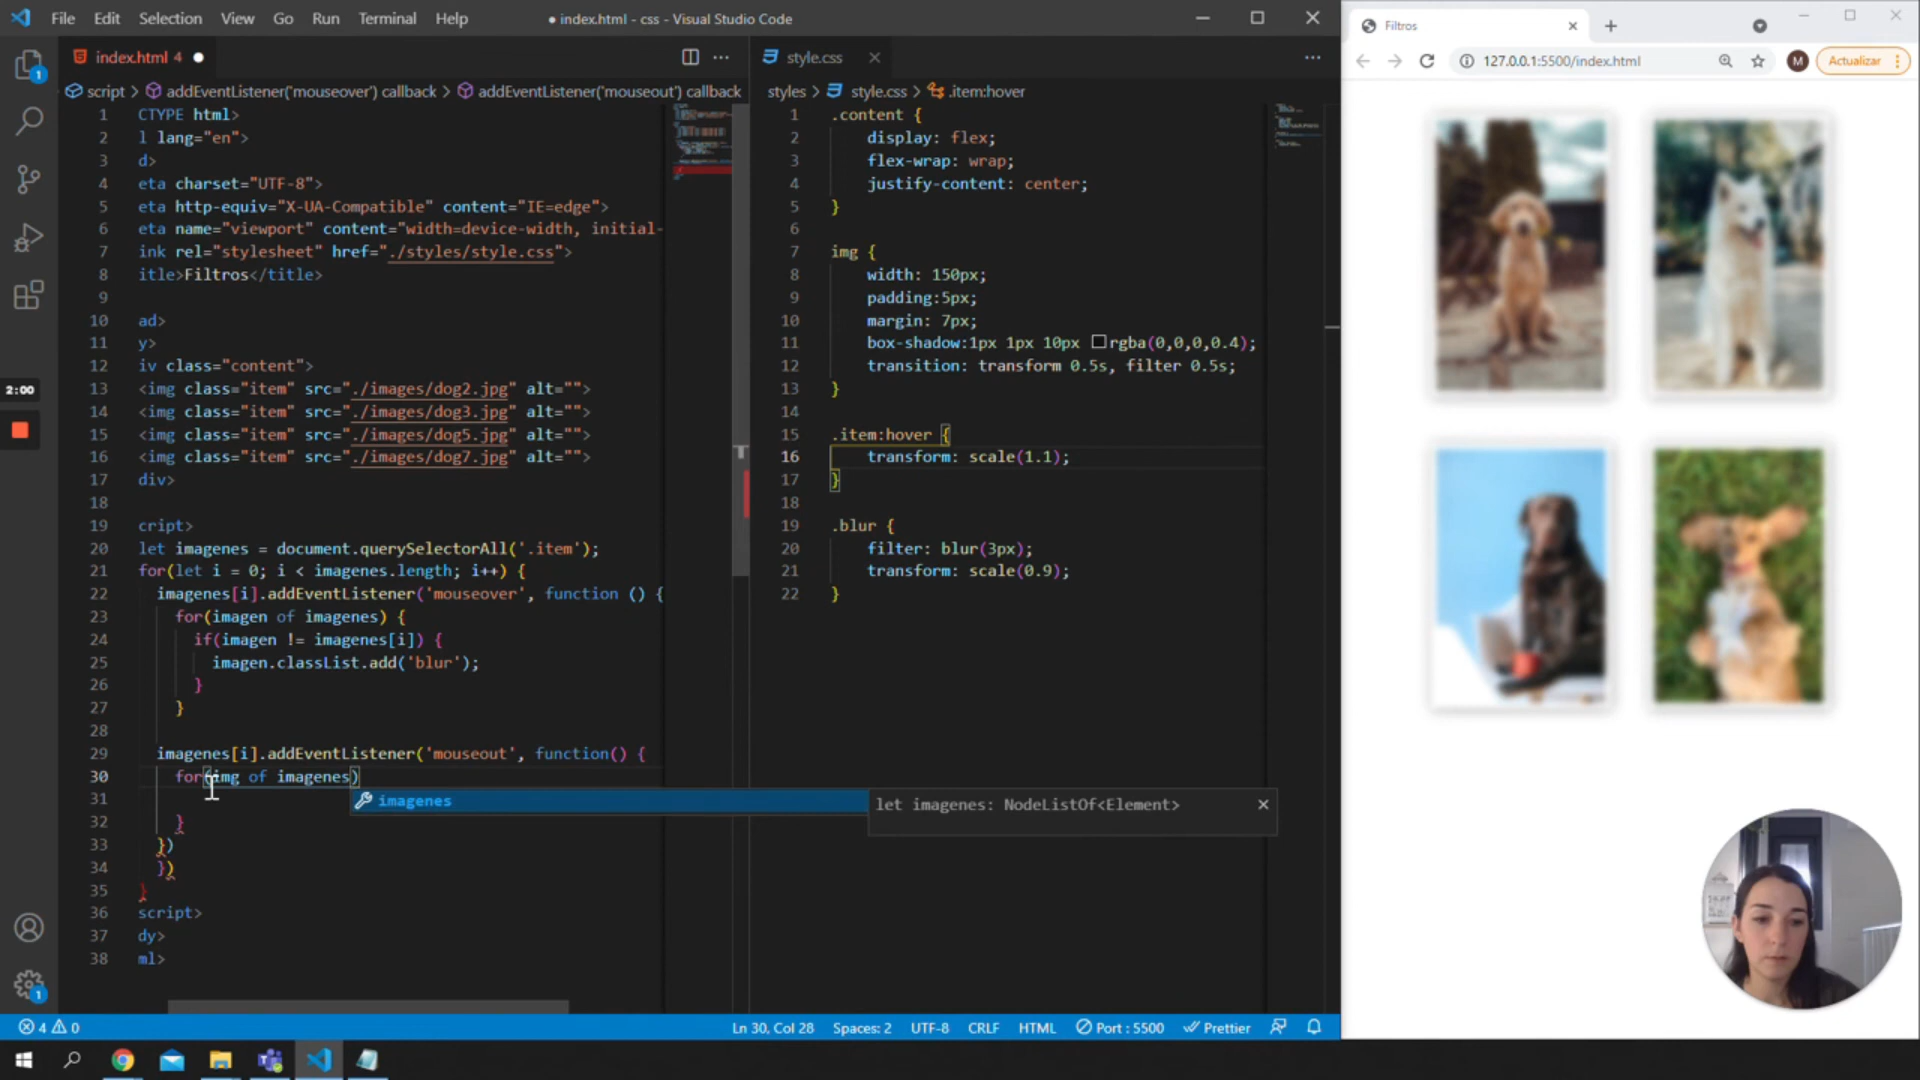 File Edit Selection View Go Run Terminal Help
● index.html - css - Visual Studio Code
index.html 4 ●
script > addEventListener('mouseover') callback > addEventListener('mouseout') callback
1 CTYPE html>
2 l lang="en">
3 d>
4 eta charset="UTF-8">
5 eta http-equiv="X-UA-Compatible" content="IE=edge">
6 eta name="viewport" content="width=device-width, initial-
7 ink rel="stylesheet" href="./styles/style.css">
8 itle>Filtros</title>
9
10 ad>
11 y>
12 iv class="content">
13 <img class="item" src="./images/dog2.jpg" alt="">
14 <img class="item" src="./images/dog3.jpg" alt="">
15 <img class="item" src="./images/dog5.jpg" alt="">
16 <img class="item" src="./images/dog7.jpg" alt="">
17 div>
18
19 cript>
20 let imagenes = document.querySelectorAll('.item');
21 for(let i = 0; i < imagenes.length; i++) {
22 imagenes[i].addEventListener('mouseover', function () {
23 for(imagen of imagenes) {
24 if(imagen != imagenes[i]) {
25 imagen.classList.add('blur');
26 }
27 }
28
29 imagenes[i].addEventListener('mouseout', function() {
30 for(img of imagenes)
31
32 }
33 })
34 })
35 }
36 script>
37 dy>
38 ml>
imagenes
let imagenes: NodeListOf<Element>
style.css
styles > style.css > .item:hover
1 .content {
2 display: flex;
3 flex-wrap: wrap;
4 justify-content: center;
5 }
6
7 img {
8 width: 150px;
9 padding:5px;
10 margin: 7px;
11 box-shadow:1px 1px 10px rgba(0,0,0,0.4);
12 transition: transform 0.5s, filter 0.5s;
13 }
14
15 .item:hover {
16 transform: scale(1.1);
17 }
18
19 .blur {
20 filter: blur(3px);
21 transform: scale(0.9);
22 }
Filtros
127.0.0.1:5500/index.html
M
Actualizar
1
2:00
1
4 0
Ln 30, Col 28 Spaces: 2 UTF-8 CRLF HTML Port : 5500 Prettier